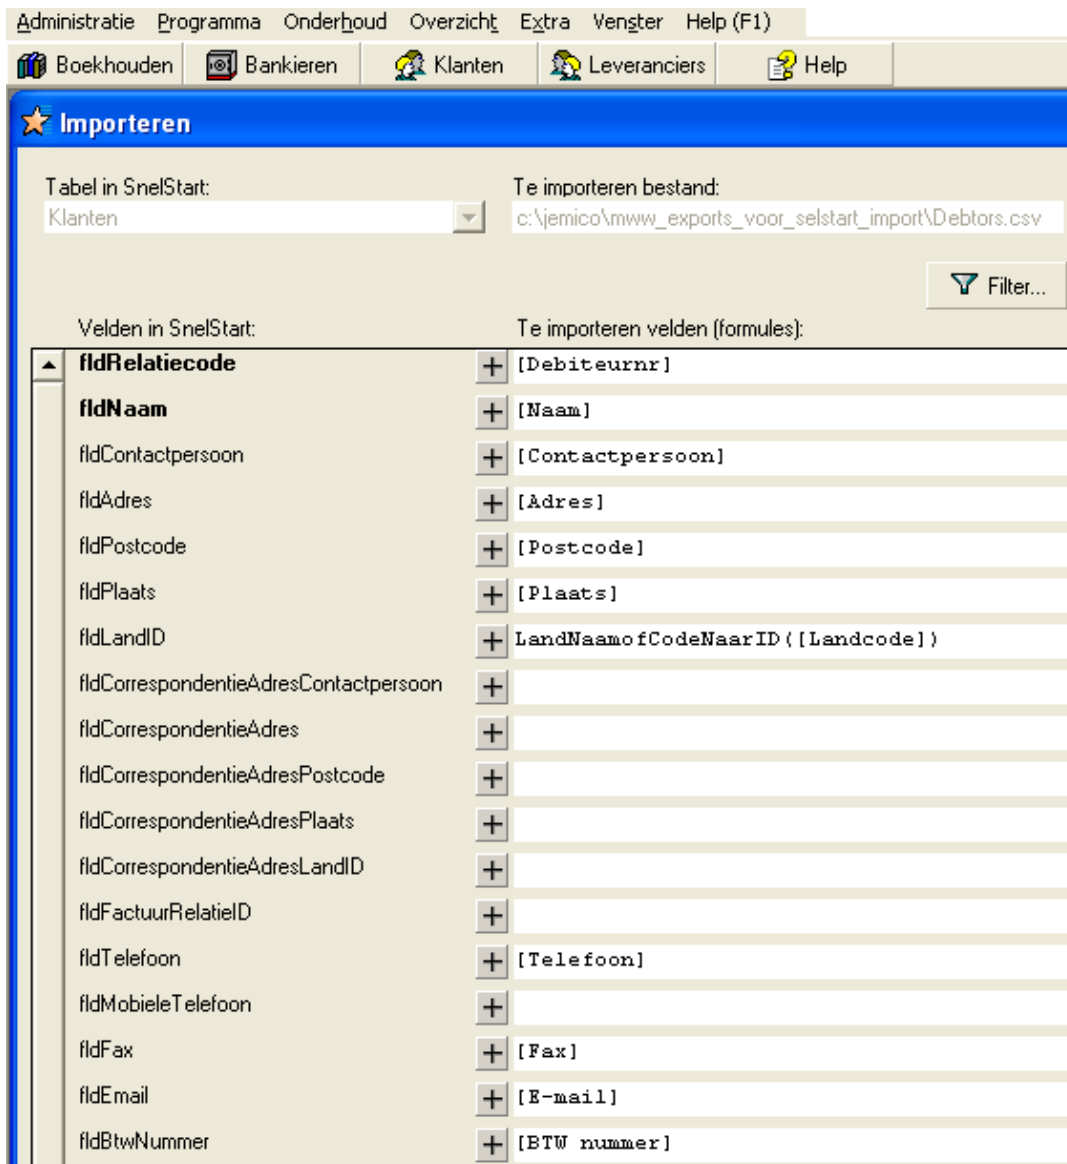 Administratie Programma Onderhoud Overzicht Extra Venster Help (F1)
Boekhouden Bankieren Klanten Leveranciers Help
Importeren
Tabel in SnelStart: Te importeren bestand:
Klanten c:\jemico\mww_exports_voor_selstart_import\Debtors.csv
Filter...
Velden in SnelStart: Te importeren velden (formules):
fldRelatiecode + [Debiteurnr]
fldNaam + [Naam]
fldContactpersoon + [Contactpersoon]
fldAdres + [Adres]
fldPostcode + [Postcode]
fldPlaats + [Plaats]
fldLandID + LandNaamofCodeNaarID([Landcode])
fldCorrespondentieAdresContactpersoon +
fldCorrespondentieAdres +
fldCorrespondentieAdresPostcode +
fldCorrespondentieAdresPlaats +
fldCorrespondentieAdresLandID +
fldFactuurRelatieID +
fldTelefoon + [Telefoon]
fldMobieleTelefoon +
fldFax + [Fax]
fldEmail + [E-mail]
fldBtwNummer + [BTW nummer]